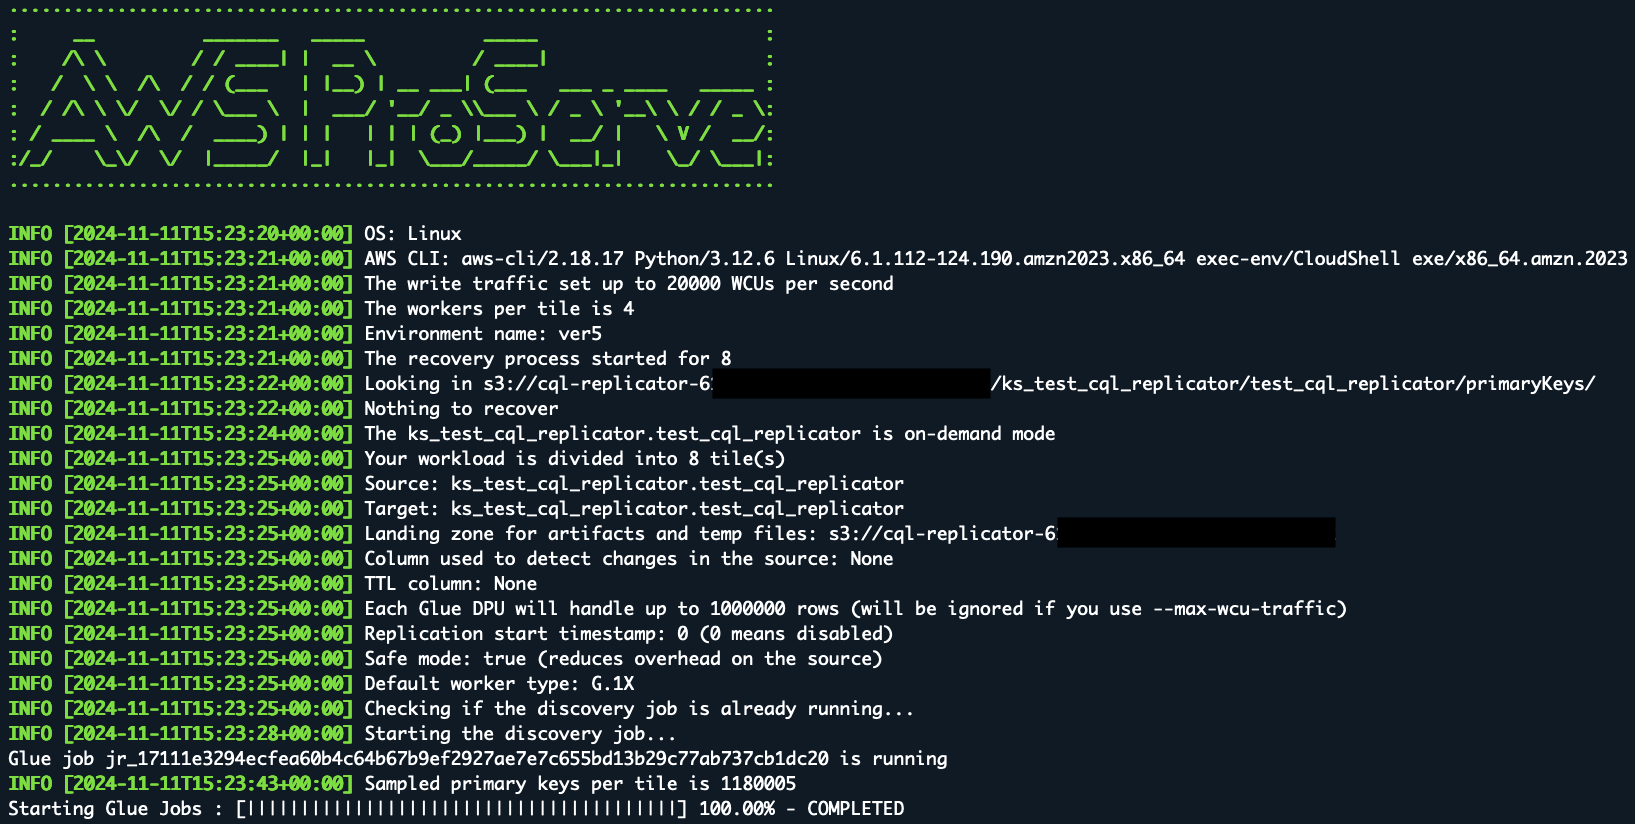 AWS ProServe
INFO [2024-11-11T15:23:20+00:00] OS: Linux
INFO [2024-11-11T15:23:21+00:00] AWS CLI: aws-cli/2.18.17 Python/3.12.6 Linux/6.1.112-124.190.amzn2023.x86_64 exec-env/CloudShell exe/x86_64.amzn.2023
INFO [2024-11-11T15:23:21+00:00] The write traffic set up to 20000 WCUs per second
INFO [2024-11-11T15:23:21+00:00] The workers per tile is 4
INFO [2024-11-11T15:23:21+00:00] Environment name: ver5
INFO [2024-11-11T15:23:21+00:00] The recovery process started for 8
INFO [2024-11-11T15:23:22+00:00] Looking in s3://cql-replicator-6 /ks_test_cql_replicator/test_cql_replicator/primaryKeys/
INFO [2024-11-11T15:23:22+00:00] Nothing to recover
INFO [2024-11-11T15:23:24+00:00] The ks_test_cql_replicator.test_cql_replicator is on-demand mode
INFO [2024-11-11T15:23:25+00:00] Your workload is divided into 8 tile(s)
INFO [2024-11-11T15:23:25+00:00] Source: ks_test_cql_replicator.test_cql_replicator
INFO [2024-11-11T15:23:25+00:00] Target: ks_test_cql_replicator.test_cql_replicator
INFO [2024-11-11T15:23:25+00:00] Landing zone for artifacts and temp files: s3://cql-replicator-6
INFO [2024-11-11T15:23:25+00:00] Column used to detect changes in the source: None
INFO [2024-11-11T15:23:25+00:00] TTL column: None
INFO [2024-11-11T15:23:25+00:00] Each Glue DPU will handle up to 1000000 rows (will be ignored if you use --max-wcu-traffic)
INFO [2024-11-11T15:23:25+00:00] Replication start timestamp: 0 (0 means disabled)
INFO [2024-11-11T15:23:25+00:00] Safe mode: true (reduces overhead on the source)
INFO [2024-11-11T15:23:25+00:00] Default worker type: G.1X
INFO [2024-11-11T15:23:25+00:00] Checking if the discovery job is already running...
INFO [2024-11-11T15:23:28+00:00] Starting the discovery job...
Glue job jr_17111e3294ecfea60b4c64b67b9ef2927ae7e7c655bd13b29c77ab737cb1dc20 is running
INFO [2024-11-11T15:23:43+00:00] Sampled primary keys per tile is 1180005
Starting Glue Jobs : [||||||||||||||||||||||||||||||||||||||||] 100.00% - COMPLETED